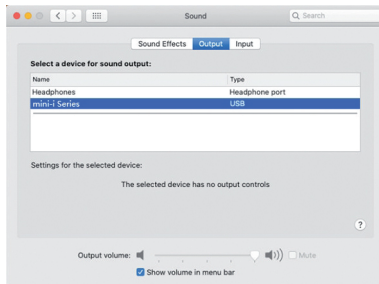 Sound
Search
Sound Effects Output Input
Select a device for sound output:
Name Type
Headphones Headphone port
mini-i Series USB
Settings for the selected device:
The selected device has no output controls
?
Output volume: Mute
Show volume in menu bar